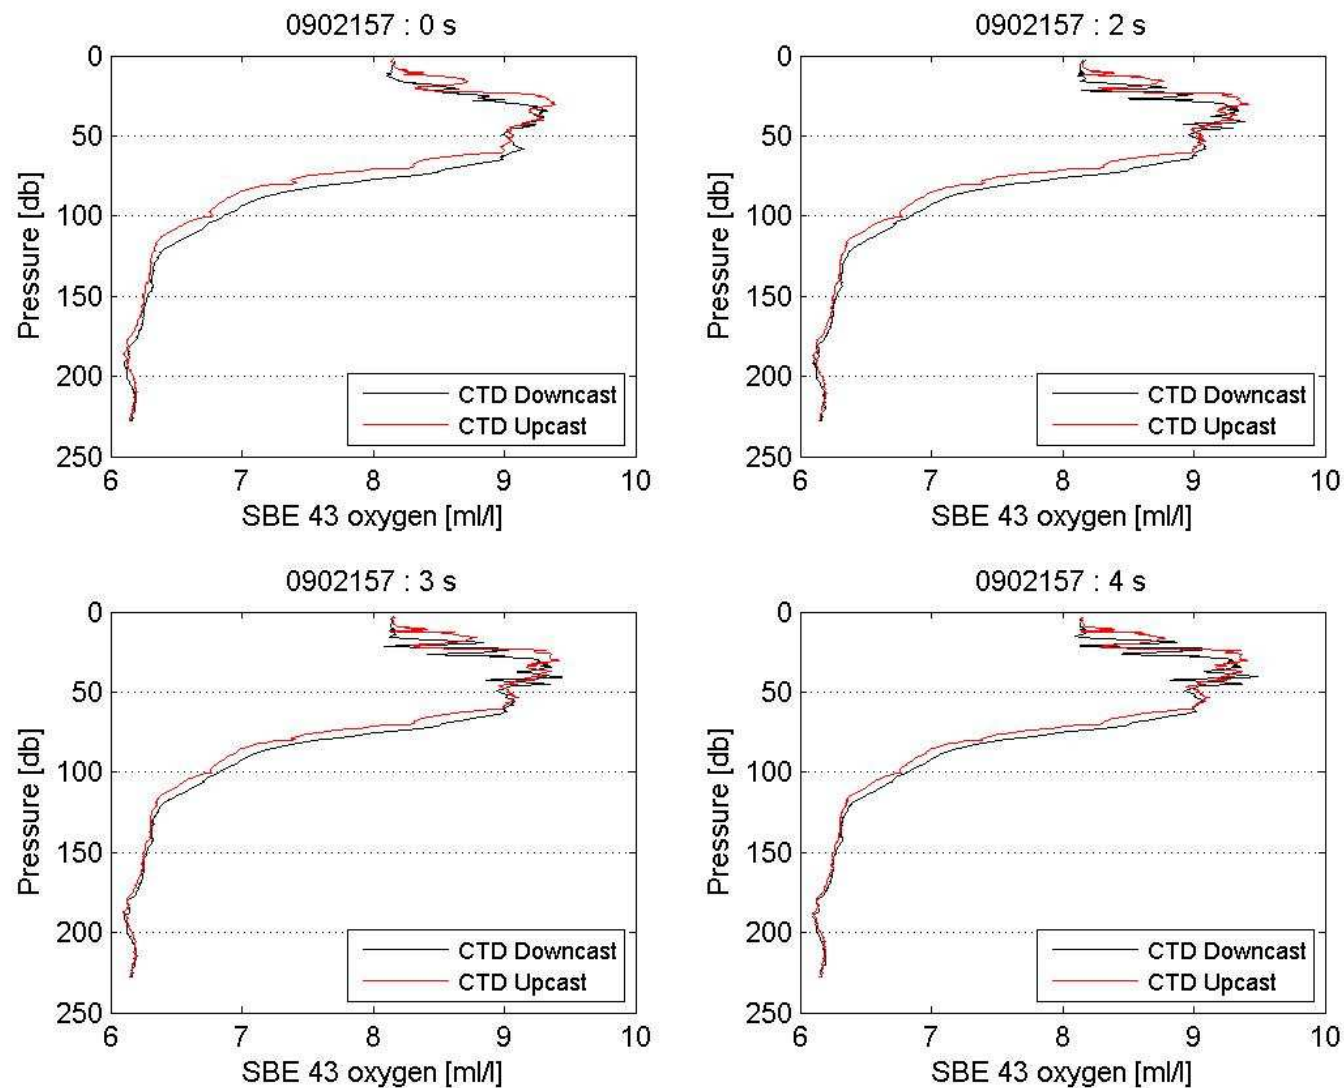 0902157 : 0 s
0
50
100
150
200
250
Pressure [db]
CTD Downcast
CTD Upcast
6 7 8 9 10
SBE 43 oxygen [ml/l]
0902157 : 2 s
0
50
100
150
200
250
Pressure [db]
CTD Downcast
CTD Upcast
6 7 8 9 10
SBE 43 oxygen [ml/l]
0902157 : 3 s
0
50
100
150
200
250
Pressure [db]
CTD Downcast
CTD Upcast
6 7 8 9 10
SBE 43 oxygen [ml/l]
0902157 : 4 s
0
50
100
150
200
250
Pressure [db]
CTD Downcast
CTD Upcast
6 7 8 9 10
SBE 43 oxygen [ml/l]